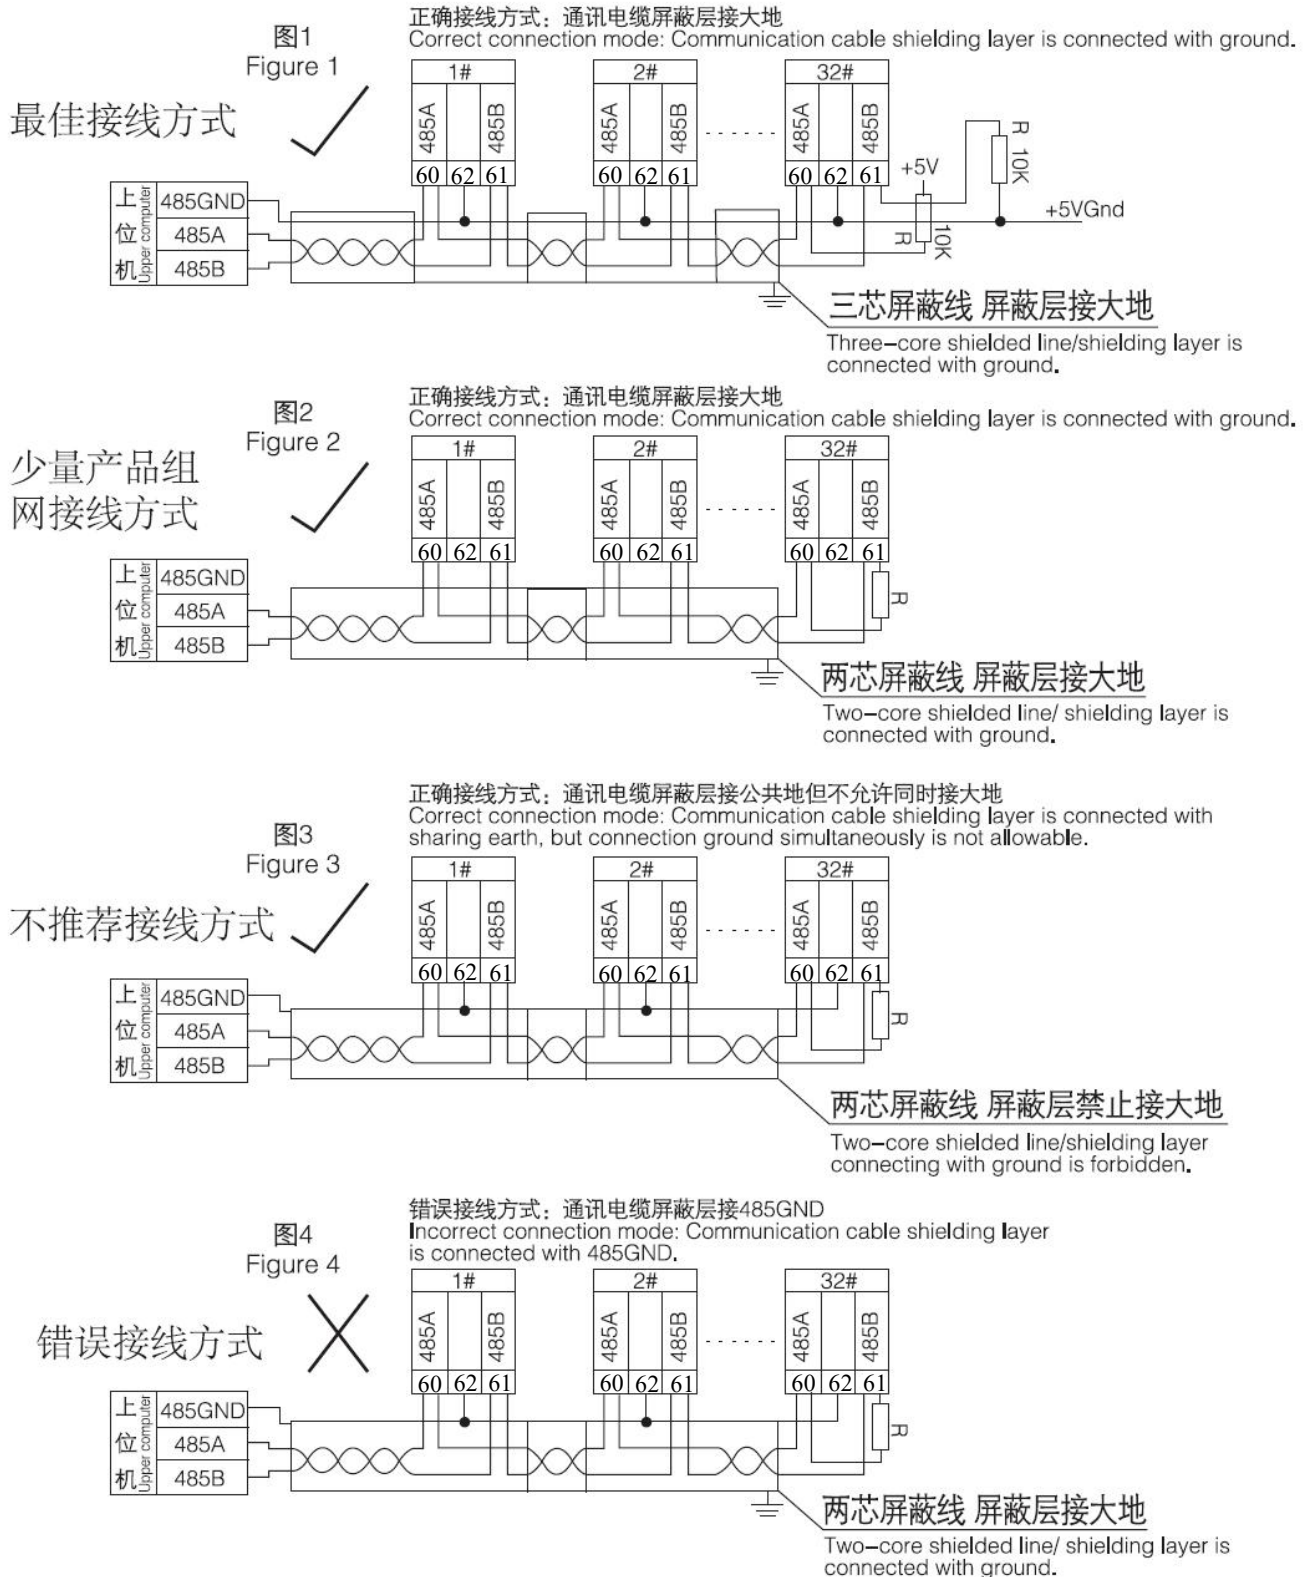 图1
Figure 1
正确接线方式：通讯电缆屏蔽层接大地
Correct connection mode: Communication cable shielding layer is connected with ground.
最佳接线方式
1#
2#
32#
485A
485B
485A
485B
485A
485B
60 62 61
60 62 61
60 62 61
+5V
R 10K
R 10K
+5VGnd
上位机
Upper computer
485GND
485A
485B
三芯屏蔽线 屏蔽层接大地
Three-core shielded line/shielding layer is
connected with ground.
图2
Figure 2
正确接线方式：通讯电缆屏蔽层接大地
Correct connection mode: Communication cable shielding layer is connected with ground.
少量产品组
网接线方式
1#
2#
32#
485A
485B
485A
485B
485A
485B
60 62 61
60 62 61
60 62 61
R
上位机
Upper computer
485GND
485A
485B
两芯屏蔽线 屏蔽层接大地
Two-core shielded line/ shielding layer is
connected with ground.
图3
Figure 3
正确接线方式：通讯电缆屏蔽层接公共地但不允许同时接大地
Correct connection mode: Communication cable shielding layer is connected with
sharing earth, but connection ground simultaneously is not allowable.
不推荐接线方式
1#
2#
32#
485A
485B
485A
485B
485A
485B
60 62 61
60 62 61
60 62 61
R
上位机
Upper computer
485GND
485A
485B
两芯屏蔽线 屏蔽层禁止接大地
Two-core shielded line/shielding layer
connecting with ground is forbidden.
图4
Figure 4
错误接线方式：通讯电缆屏蔽层接485GND
Incorrect connection mode: Communication cable shielding layer
is connected with 485GND.
错误接线方式
1#
2#
32#
485A
485B
485A
485B
485A
485B
60 62 61
60 62 61
60 62 61
R
上位机
Upper computer
485GND
485A
485B
两芯屏蔽线 屏蔽层接大地
Two-core shielded line/ shielding layer is
connected with ground.